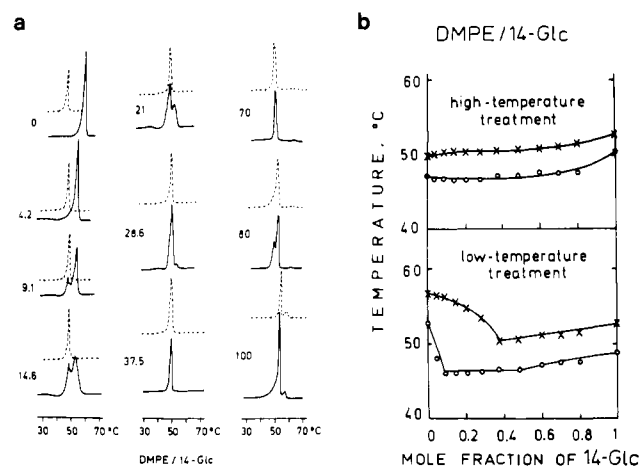 a
0
4.2
9.1
14.6
21
28.6
37.5
70
80
100
30 50 70 °C
30 50 70 °C
30 50 70 °C
DMPE / 14-Glc
b
DMPE/14-Glc
TEMPERATURE, °C
60
high-temperature
treatment
50
40
60
low-temperature
treatment
50
40
0 0.2 0.4 0.6 0.8 1
MOLE FRACTION OF 14-Glc